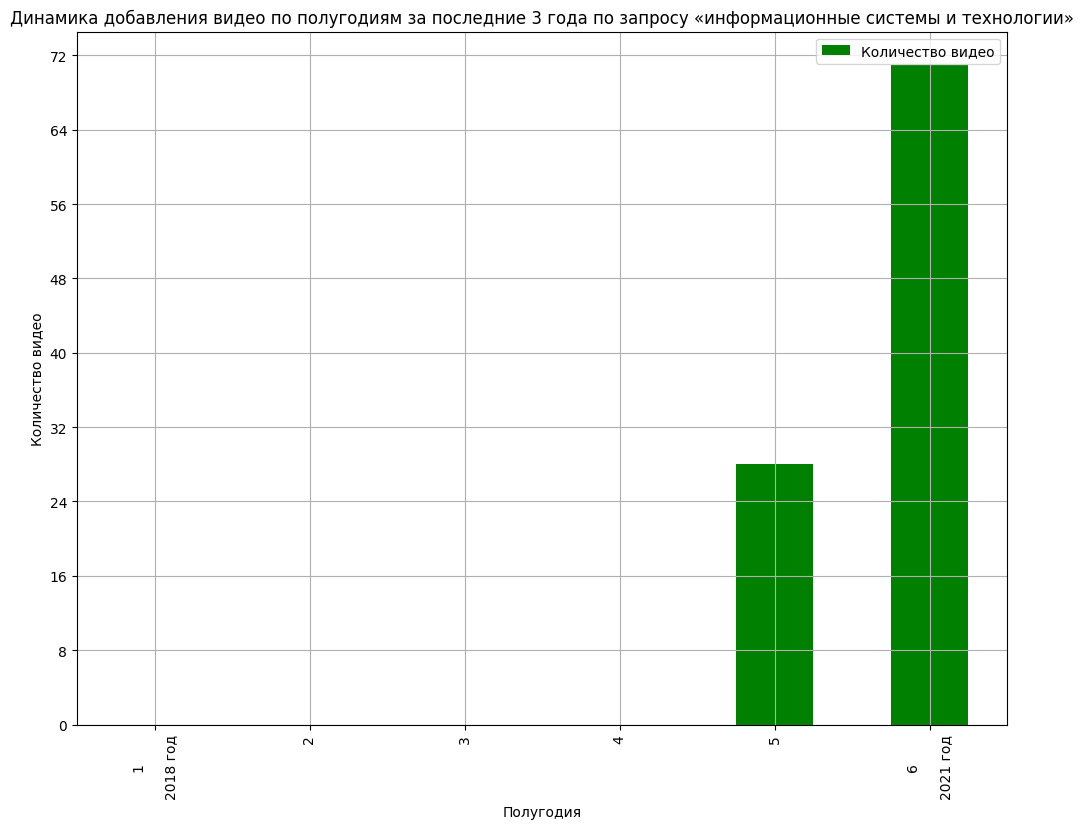 Динамика добавления видео по полугодиям за последние 3 года по запросу «информационные системы и технологии»
Количество видео
Количество видео
72
64
56
48
40
32
24
16
8
0
1
2018 год
2
3
4
5
6
2021 год
Полугодия